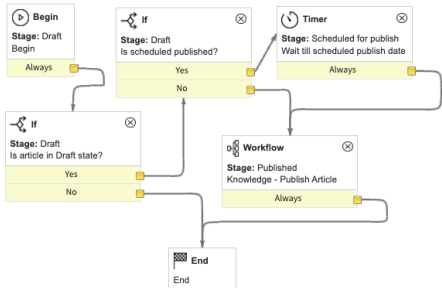 Begin
Stage: Draft
Begin
Always
If
Stage: Draft
Is scheduled published?
Yes
No
Timer
Stage: Scheduled for publish
Wait till scheduled publish date
Always
If
Stage: Draft
Is article in Draft state?
Yes
No
Workflow
Stage: Published
Knowledge - Publish Article
Always
End
End